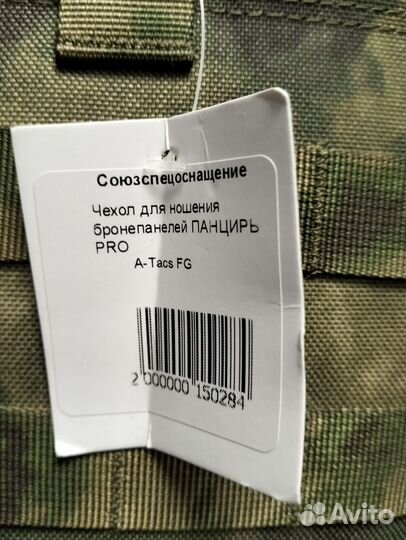 Союзспецоснащение
Чехол для ношения
бронепанелей ПАНЦИРЬ
PRO
A-Tacs FG
2 000000 150284
Avito